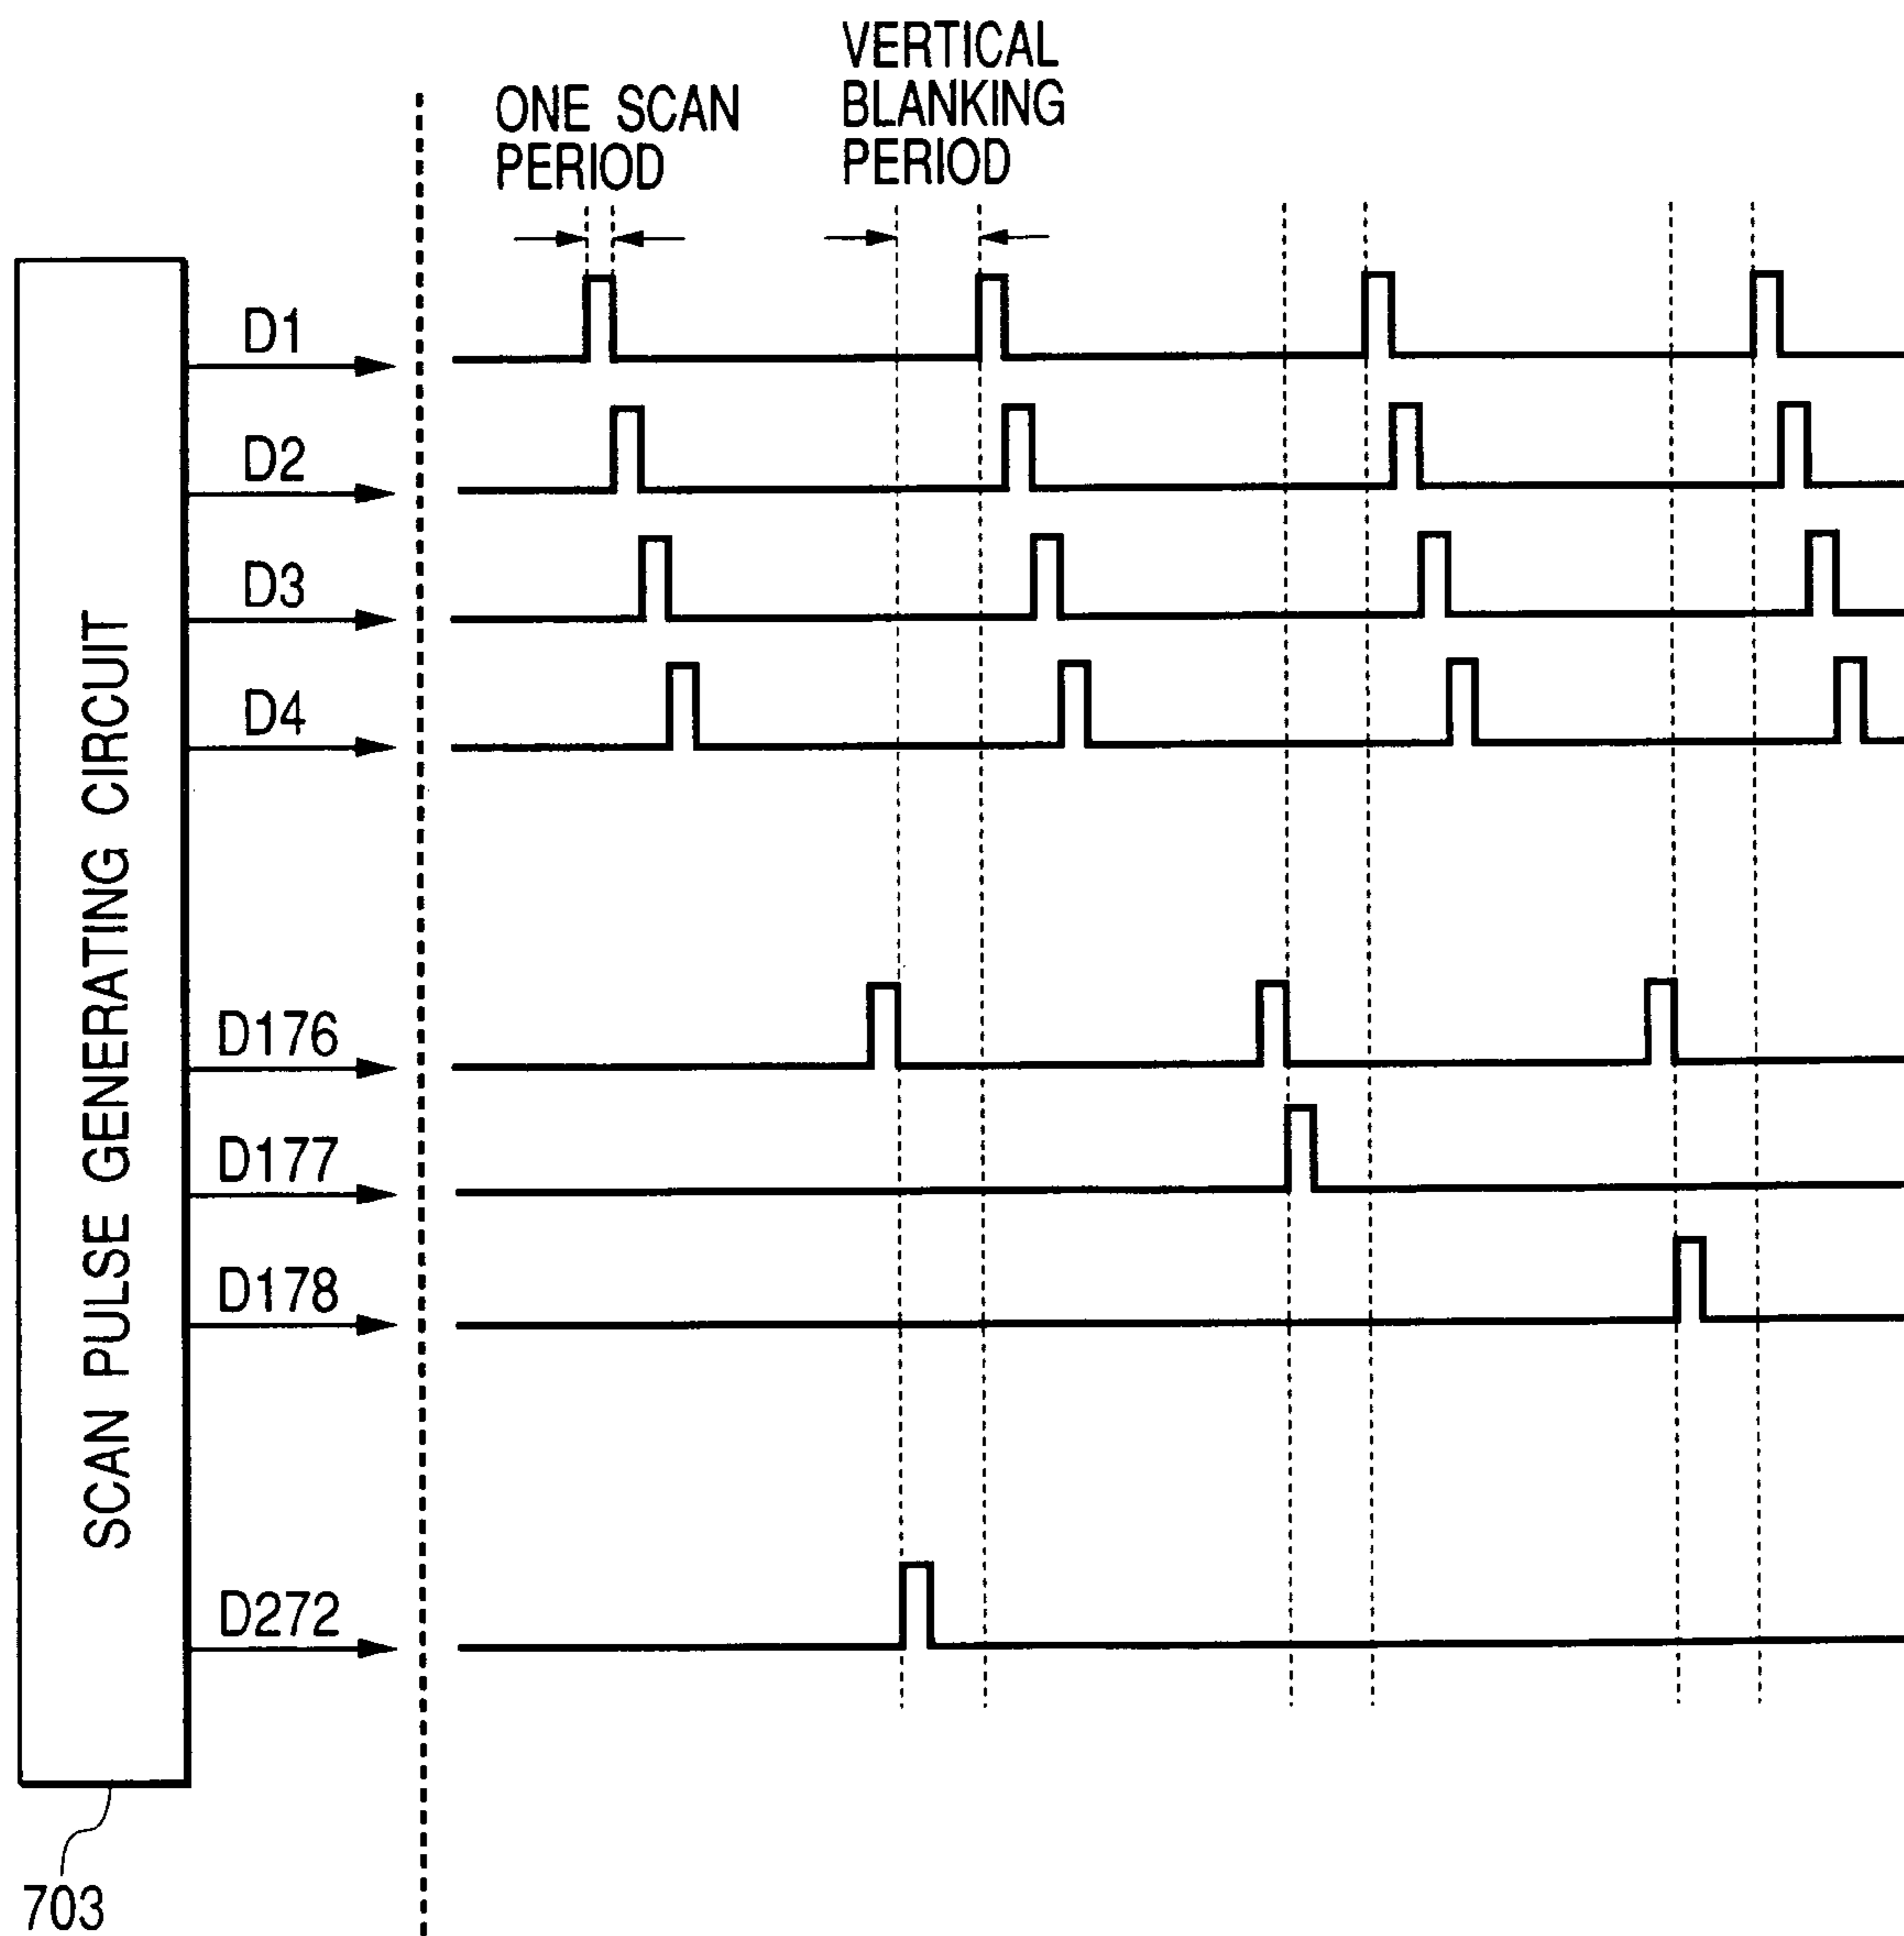 VERTICAL
BLANKING
PERIOD
ONE SCAN
PERIOD
SCAN PULSE GENERATING CIRCUIT
D1
D2
D3
D4
D176
D177
D178
D272
703